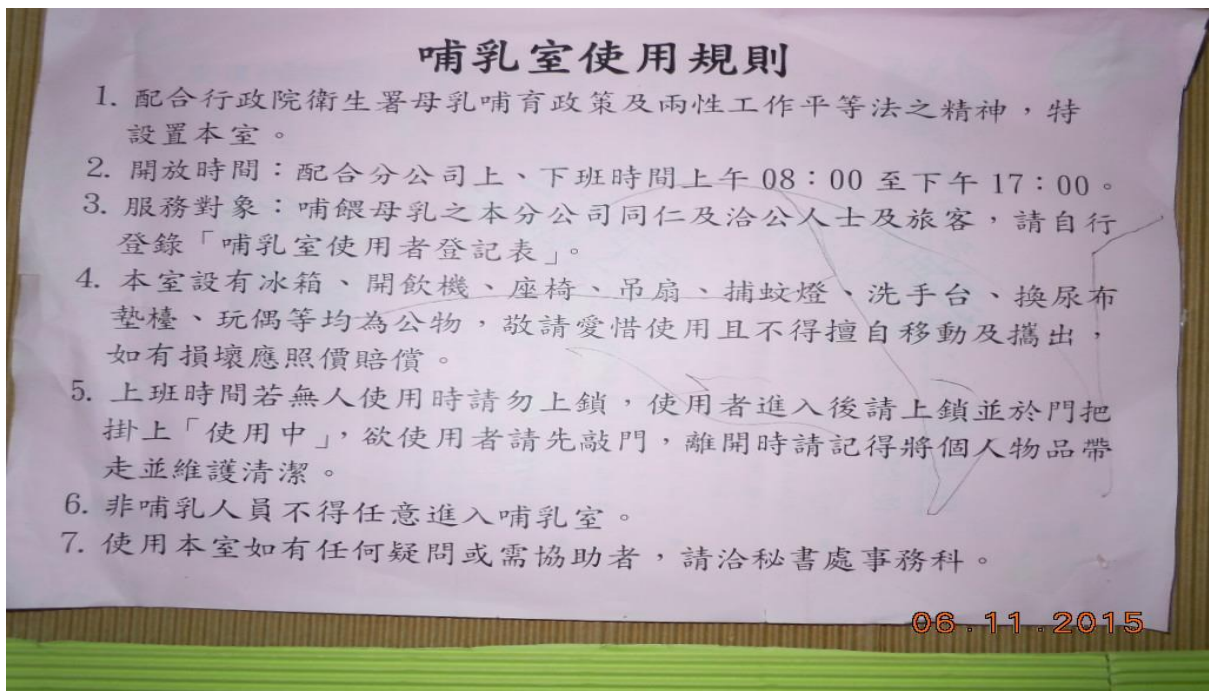 哺乳室使用規則
1. 配合行政院衛生署母乳哺育政策及兩性工作平等法之精神，特
設置本室。
2. 開放時間：配合分公司上、下班時間上午 08：00 至下午 17：00。
3. 服務對象：哺餵母乳之本分公司同仁及洽公人士及旅客，請自行
登錄「哺乳室使用者登記表」。
4. 本室設有冰箱、開飲機、座椅、吊扇、捕蚊燈、洗手台、換尿布
墊檯、玩偶等均為公物，敬請愛惜使用且不得擅自移動及攜出，
如有損壞應照價賠償。
5. 上班時間若無人使用時請勿上鎖，使用者進入後請上鎖並於門把
掛上「使用中」，欲使用者請先敲門，離開時請記得將個人物品帶
走並維護清潔。
6. 非哺乳人員不得任意進入哺乳室。
7. 使用本室如有任何疑問或需協助者，請洽秘書處事務科。
06.11.2015